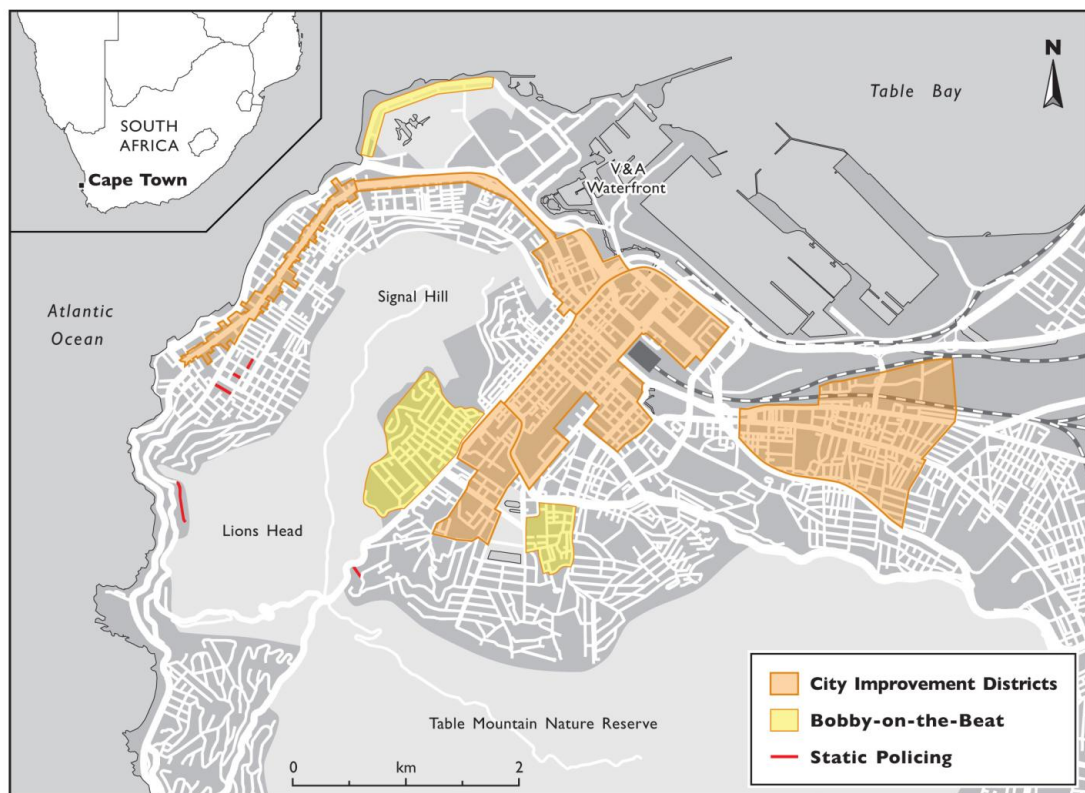 SOUTH
AFRICA
Cape Town
N
Table Bay
V&A
Waterfront
Signal Hill
Atlantic
Ocean
Lions Head
Table Mountain Nature Reserve
0 km 2
City Improvement Districts
Bobby-on-the-Beat
Static Policing